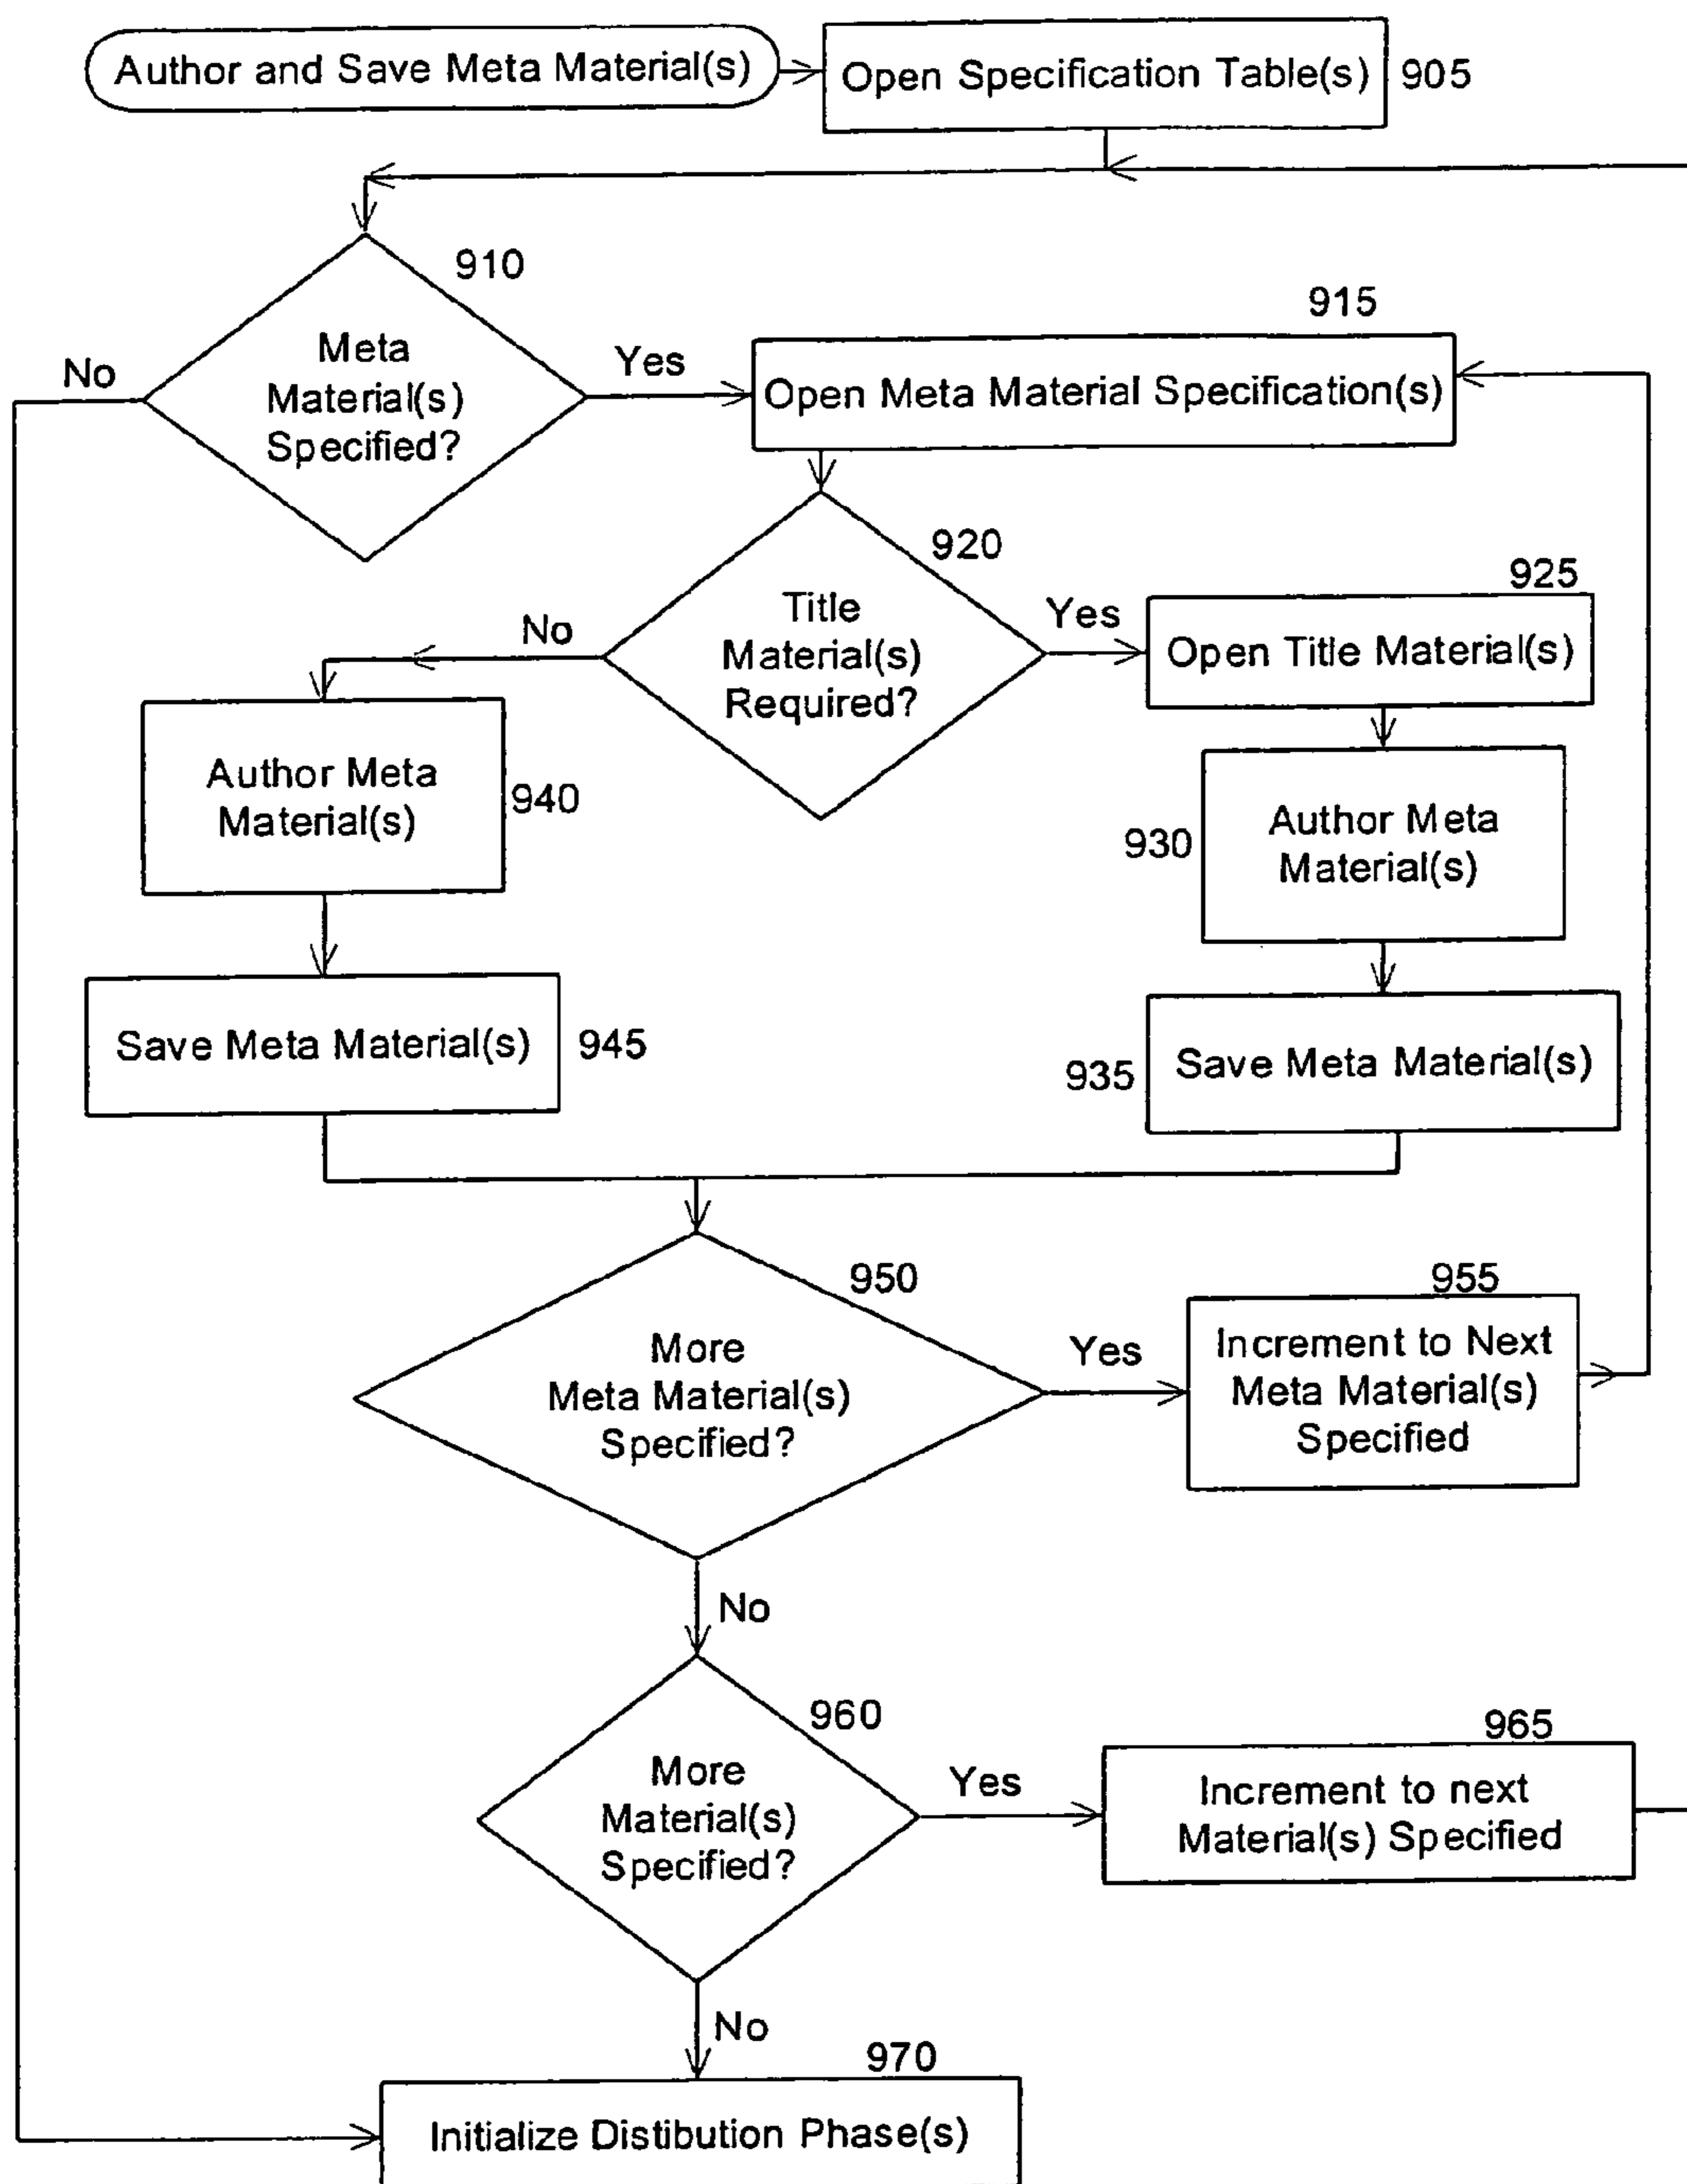 Author and Save Meta Material(s)
Open Specification Table(s)
905
910
Meta
Material(s)
Specified?
No
Yes
915
Open Meta Material Specification(s)
920
Title
Material(s)
Required?
No
Yes
925
Open Title Material(s)
Author Meta
Material(s)
940
930
Author Meta
Material(s)
Save Meta Material(s)
945
935
Save Meta Material(s)
950
More
Meta Material(s)
Specified?
Yes
955
Increment to Next
Meta Material(s)
Specified
No
960
More
Material(s)
Specified?
Yes
965
Increment to next
Material(s) Specified
No
970
Initialize Distibution Phase(s)